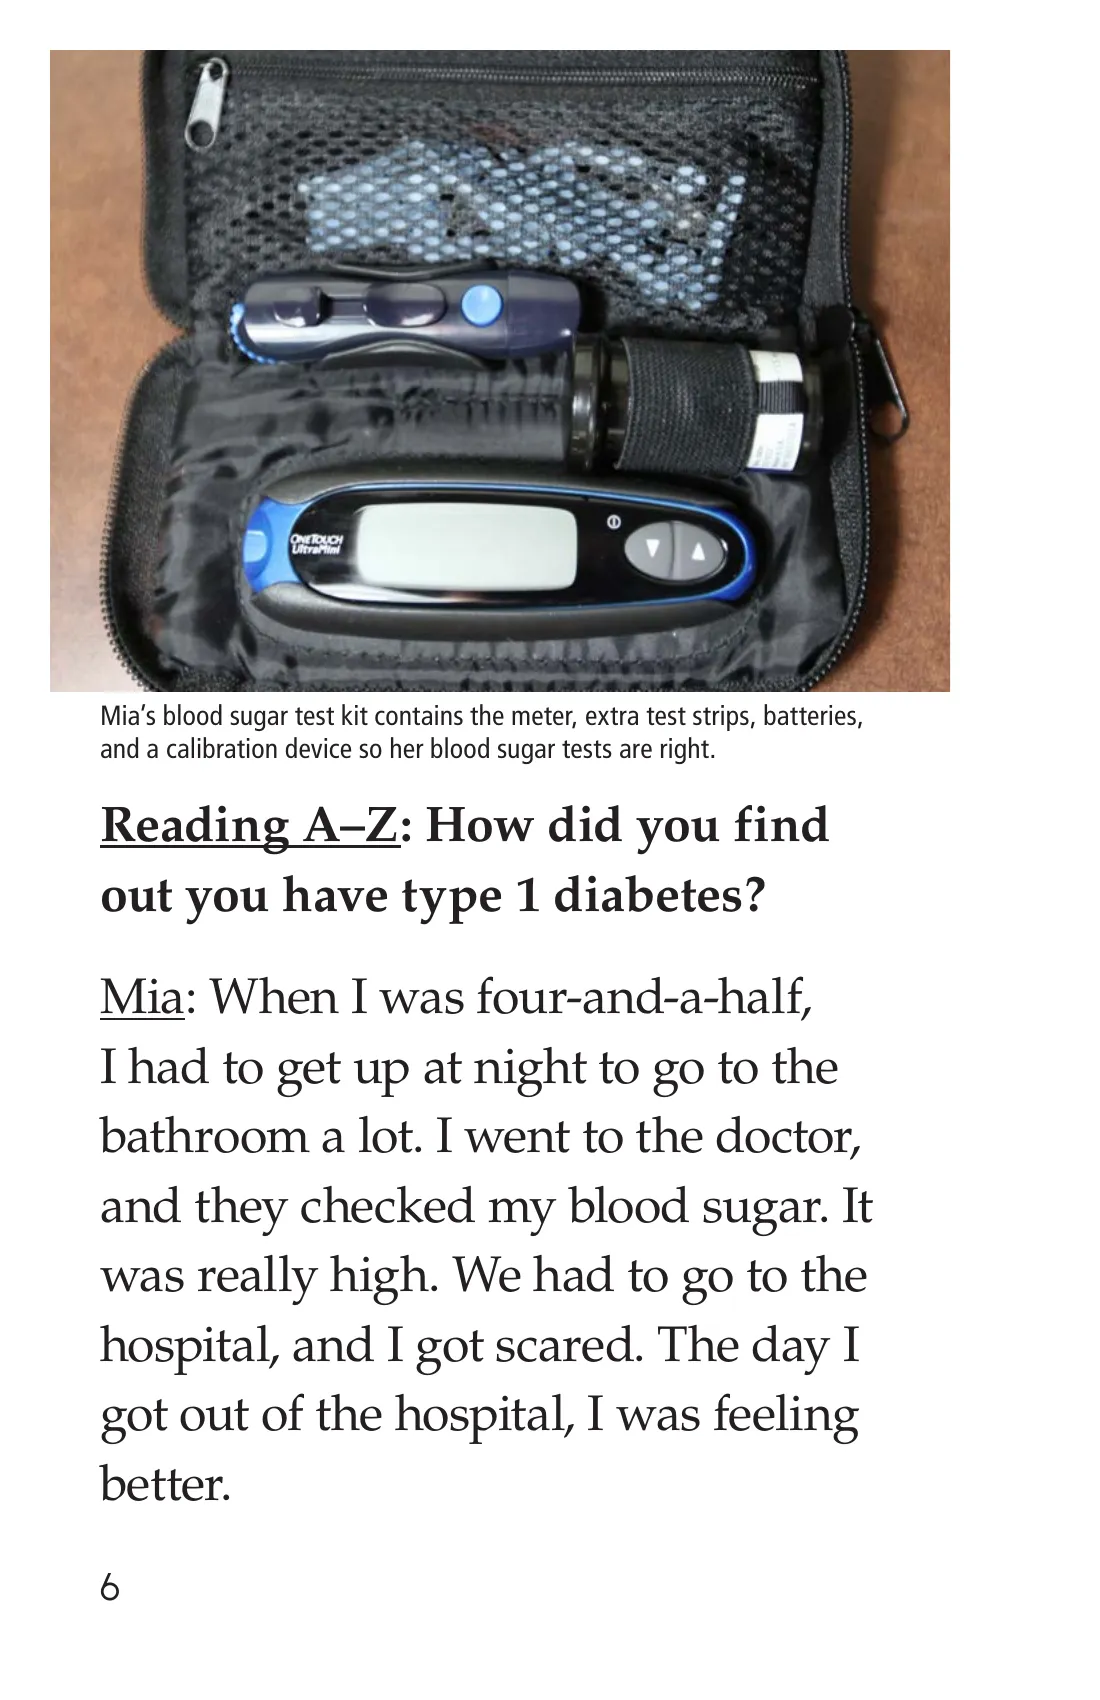 ONETOUCH
UltraMini
Mia's blood sugar test kit contains the meter, extra test strips, batteries,
and a calibration device so her blood sugar tests are right.
Reading A–Z: How did you find
out you have type 1 diabetes?
Mia: When I was four-and-a-half,
I had to get up at night to go to the
bathroom a lot. I went to the doctor,
and they checked my blood sugar. It
was really high. We had to go to the
hospital, and I got scared. The day I
got out of the hospital, I was feeling
better.
6